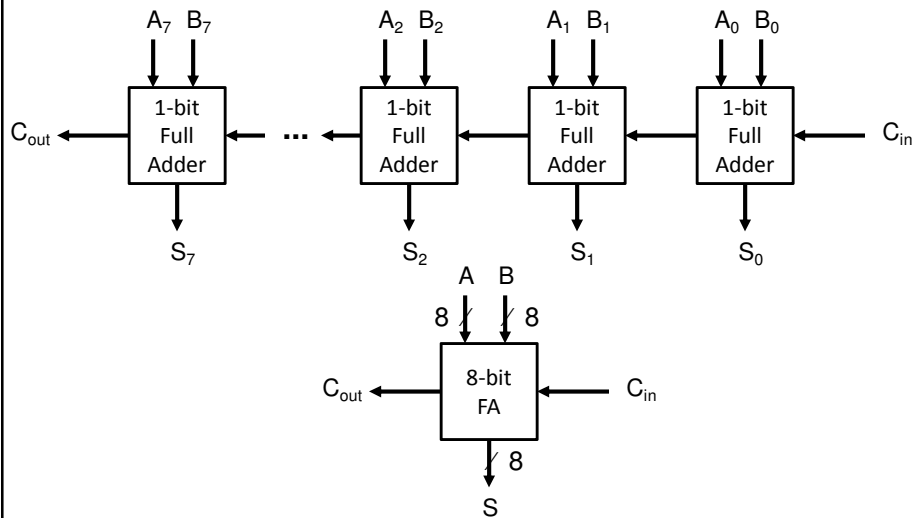 A₇ B₇ A₂ B₂ A₁ B₁ A₀ B₀
1-bit Full Adder
1-bit Full Adder
1-bit Full Adder
1-bit Full Adder
Cout ... Cin
S₇ S₂ S₁ S₀
A B
8 8
Cout 8-bit FA Cin
8
S